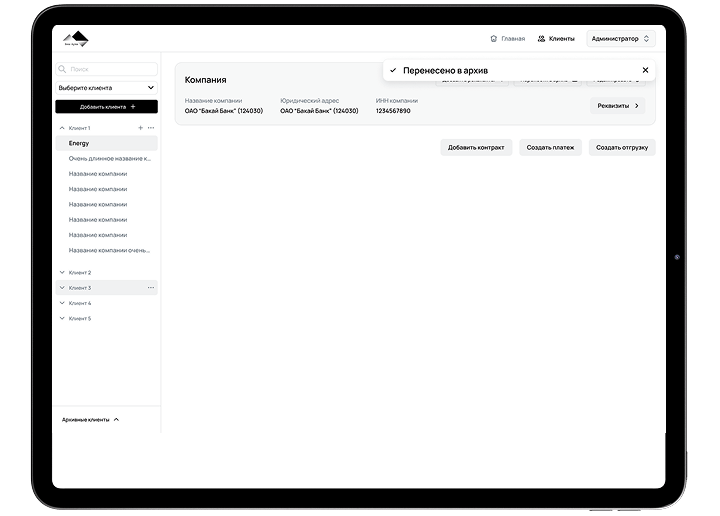 Главная
Клиенты
Администратор
Поиск
Выберите клиента
Добавить клиента +
Клиент 1
Energy
Очень длинное название к...
Название компании
Название компании
Название компании
Название компании
Название компании
Название компании очень...
Клиент 2
Клиент 3
Клиент 4
Клиент 5
Архивные клиенты
Компания
Перенесено в архив
Название компании
ОАО "Бакай Банк" (124030)
Юридический адрес
ОАО "Бакай Банк" (124030)
ИНН компании
1234567890
Реквизиты
Добавить контракт
Создать платеж
Создать отгрузку